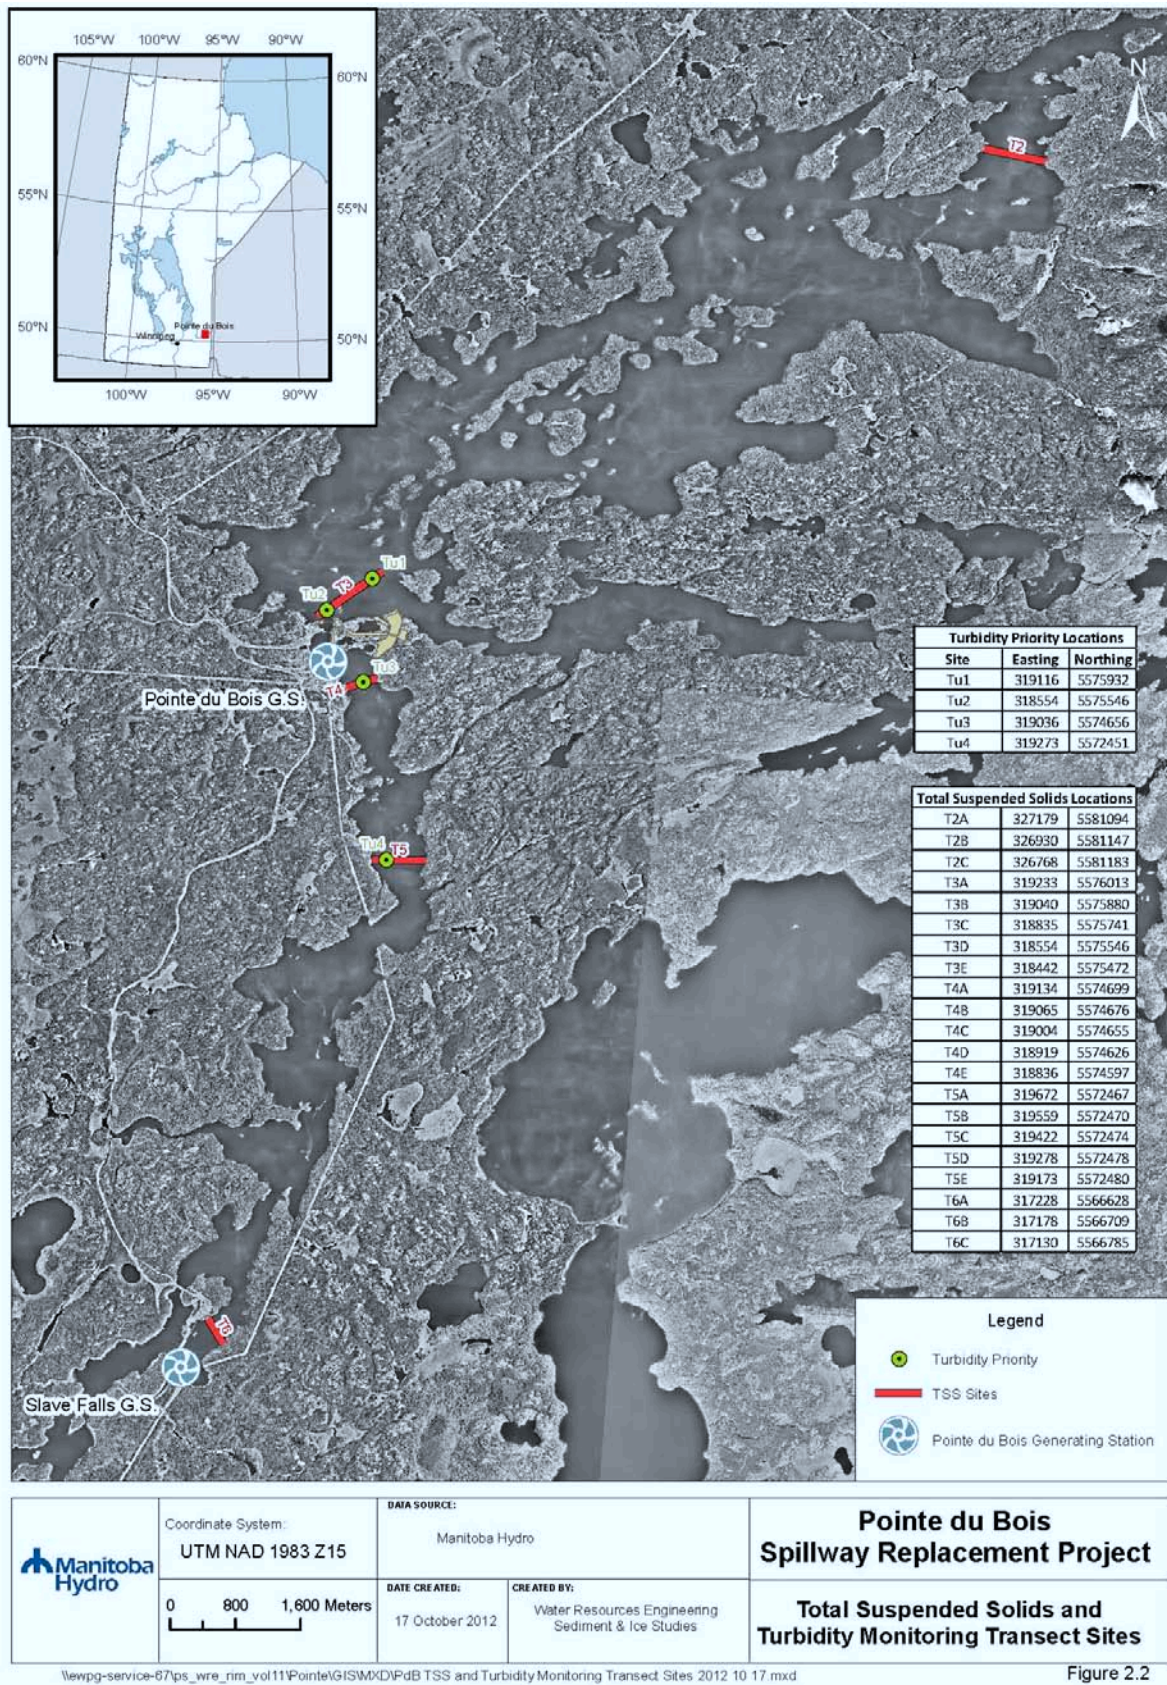 105°W 100°W 95°W 90°W
60°N 60°N
55°N 55°N
50°N 50°N
Pointe du Bois
Winnipeg
100°W 95°W 90°W
N
T2
Tu1
T3
Tu2
Tu3
T4
Pointe du Bois G.S.
Tu4 T5
T6
Slave Falls G.S.
Turbidity Priority Locations
Site Easting Northing
Tu1 319116 5575932
Tu2 318554 5575546
Tu3 319036 5574656
Tu4 319273 5572451
Total Suspended Solids Locations
T2A 327179 5581094
T2B 326930 5581147
T2C 326768 5581183
T3A 319233 5576013
T3B 319040 5575880
T3C 318835 5575741
T3D 318554 5575546
T3E 318442 5575472
T4A 319134 5574699
T4B 319065 5574676
T4C 319004 5574655
T4D 318919 5574626
T4E 318836 5574597
T5A 319672 5572467
T5B 319559 5572470
T5C 319422 5572474
T5D 319278 5572478
T5E 319173 5572480
T6A 317228 5566628
T6B 317178 5566709
T6C 317130 5566785
Legend
Turbidity Priority
TSS Sites
Pointe du Bois Generating Station
Manitoba
Hydro
Coordinate System:
UTM NAD 1983 Z15
0 800 1,600 Meters
DATA SOURCE:
Manitoba Hydro
DATE CREATED:
17 October 2012
CREATED BY:
Water Resources Engineering
Sediment & Ice Studies
Pointe du Bois
Spillway Replacement Project
Total Suspended Solids and
Turbidity Monitoring Transect Sites
\\ewpg-service-67\ps_wre_rim_vol11\Pointe\GIS\MXD\PdB TSS and Turbidity Monitoring Transect Sites 2012 10 17.mxd
Figure 2.2